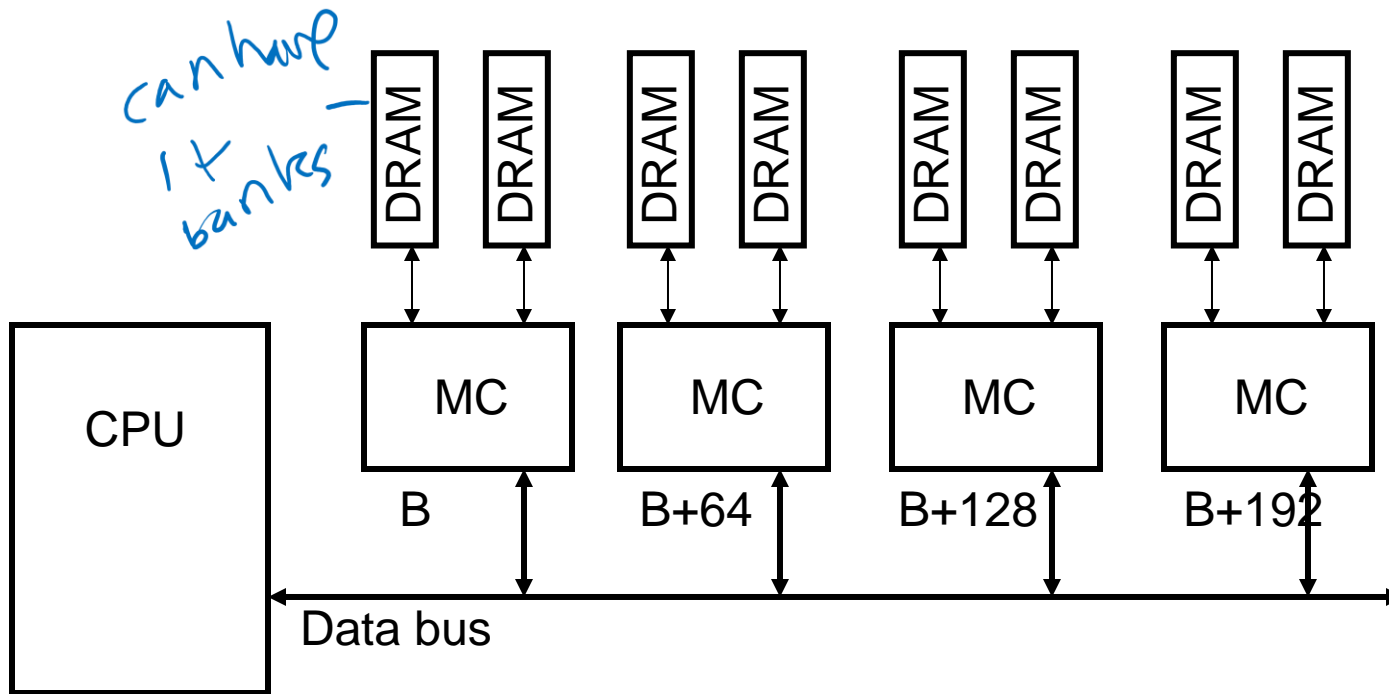 can have
1+
banks
DRAM DRAM DRAM DRAM DRAM DRAM DRAM DRAM
CPU
MC MC MC MC
B B+64 B+128 B+192
Data bus